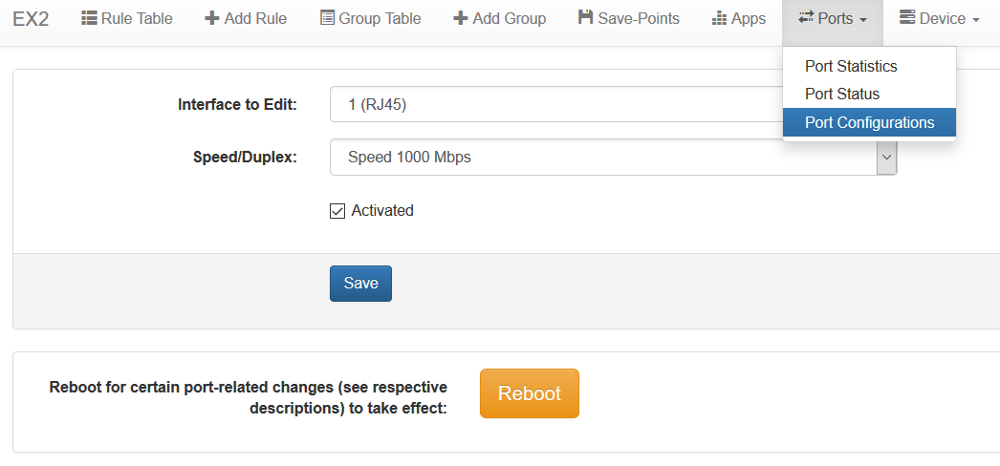 EX2 Rule Table Add Rule Group Table Add Group Save-Points Apps Ports Device
Port Statistics
Port Status
Port Configurations
Interface to Edit: 1 (RJ45)
Speed/Duplex: Speed 1000 Mbps
Activated
Save
Reboot for certain port-related changes (see respective
descriptions) to take effect:
Reboot